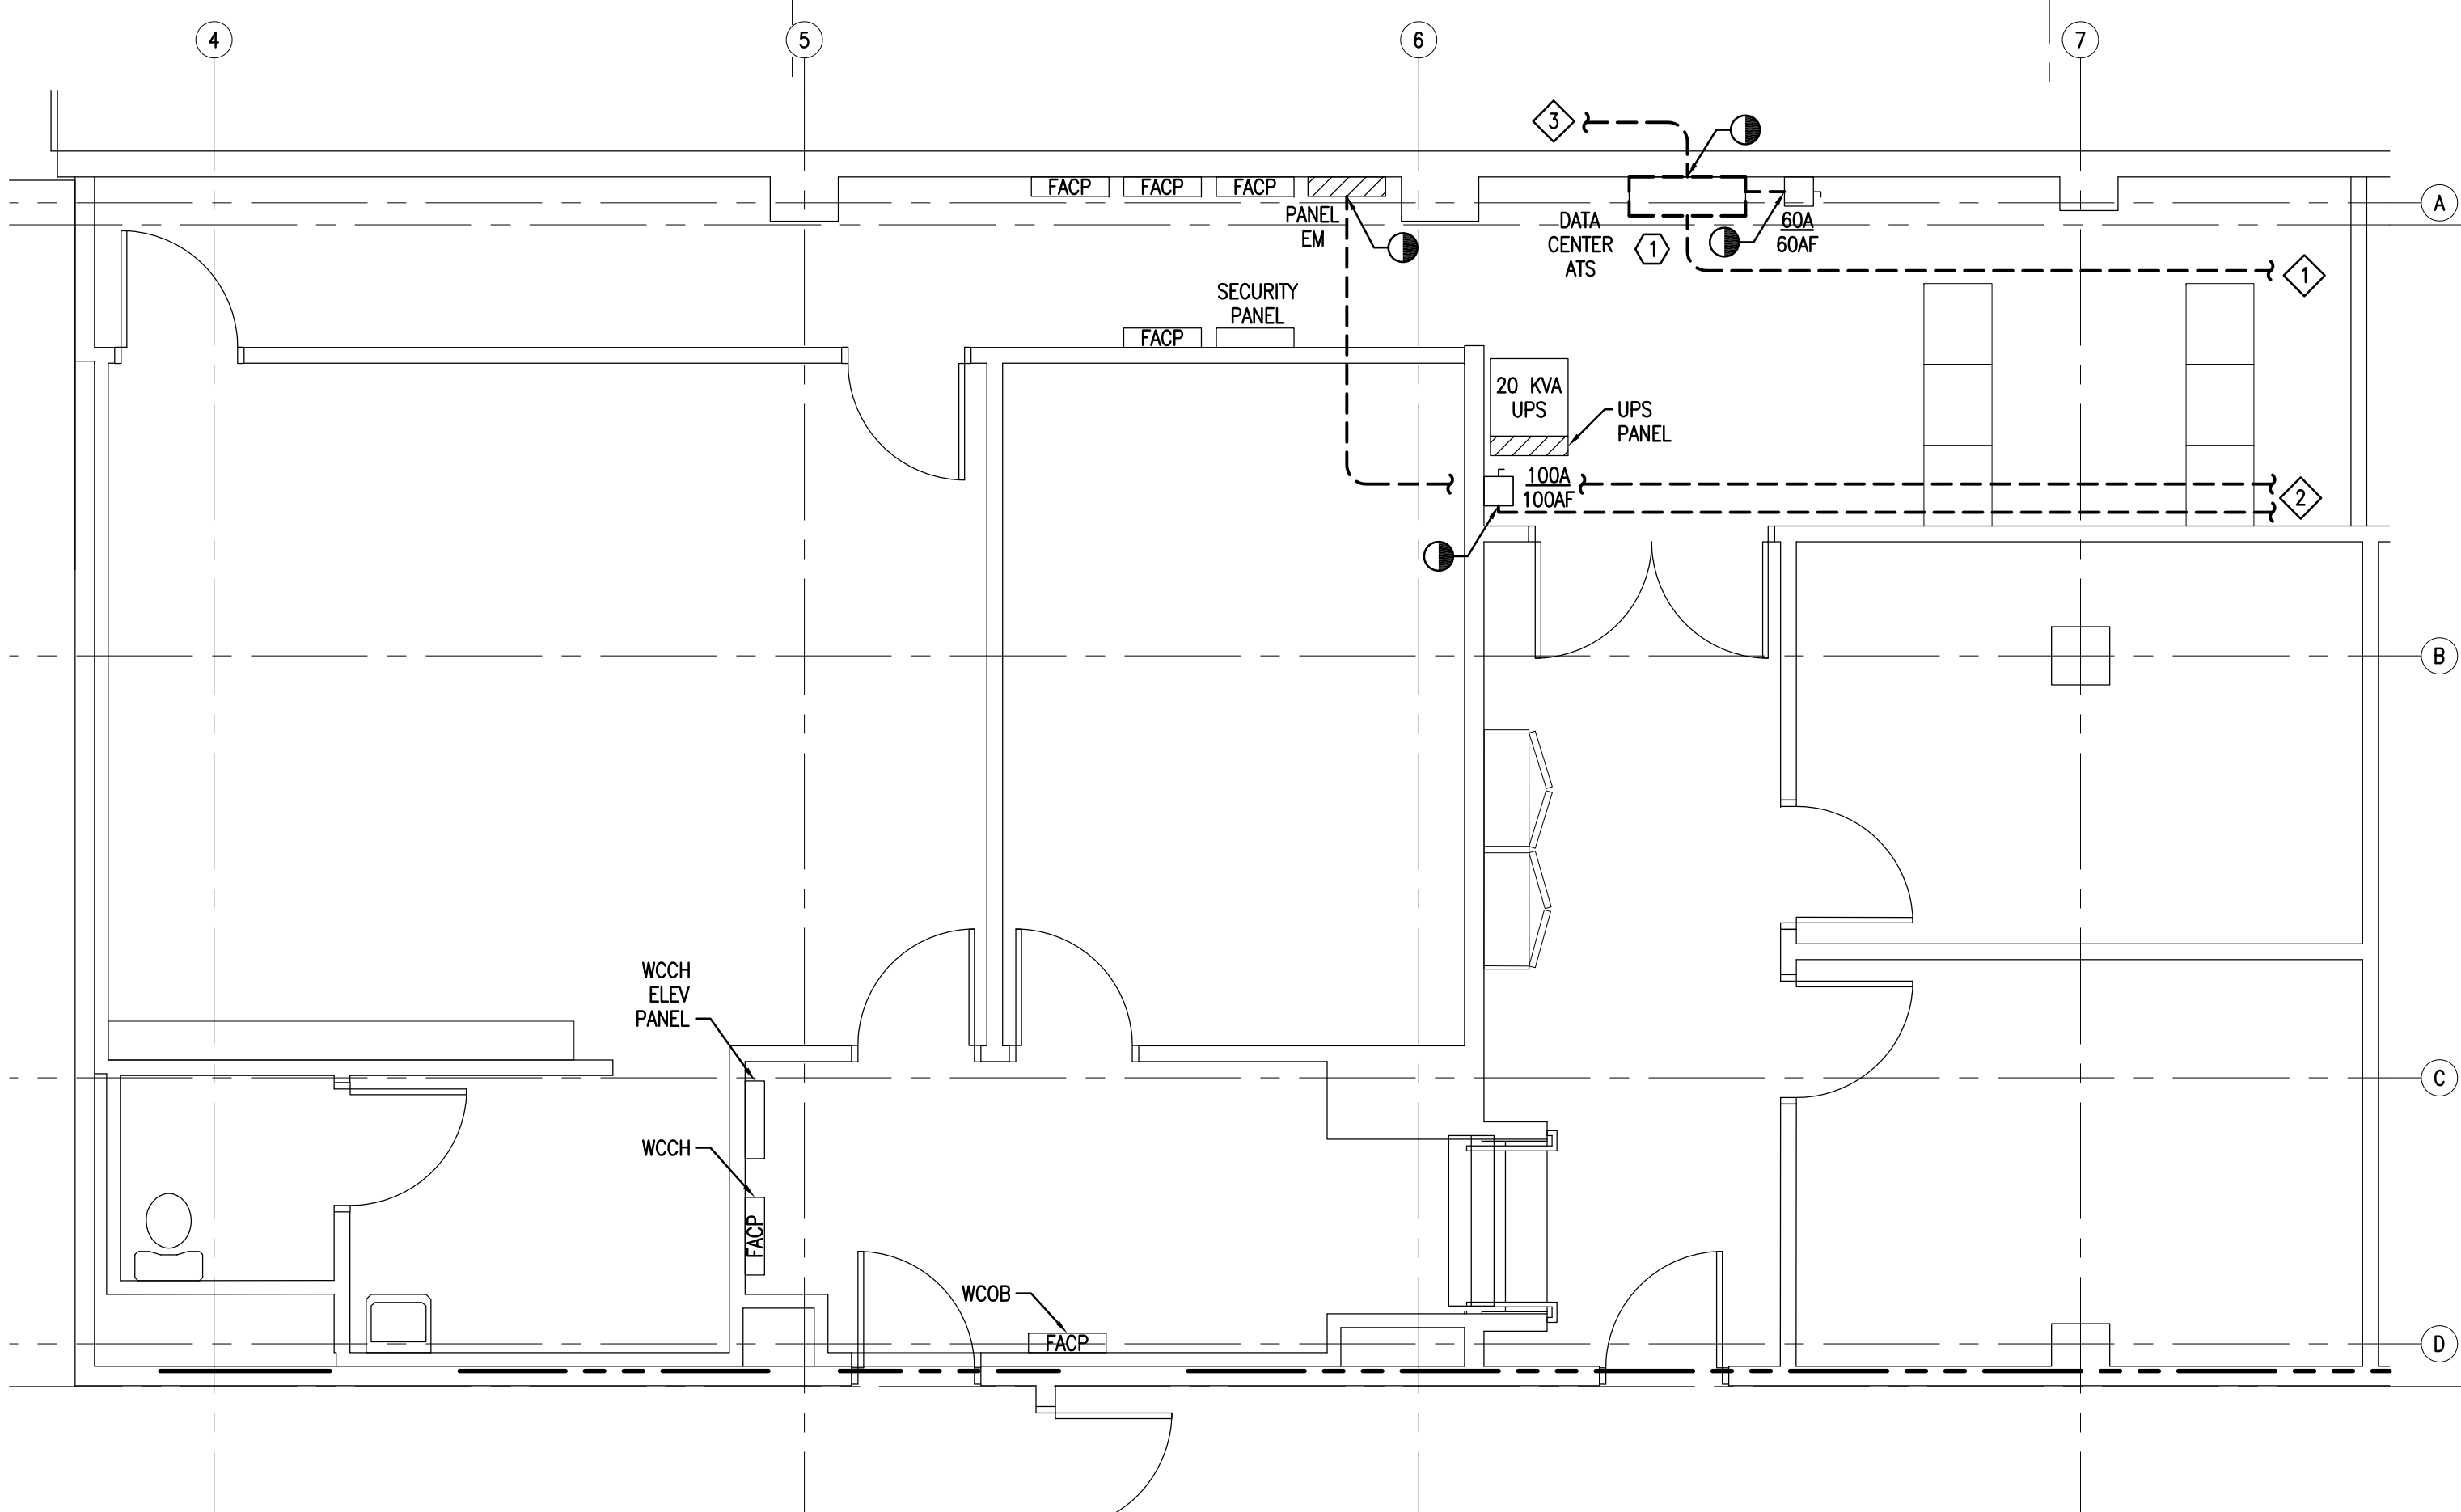 4
5
6
7
3
FACP
FACP
FACP
A
PANEL
EM
DATA
CENTER
ATS
1
60A
60AF
1
SECURITY
PANEL
FACP
20 KVA
UPS
UPS
PANEL
100A
100AF
2
B
WCCH
ELEV
PANEL
C
WCCH
FACP
WCOB
FACP
D